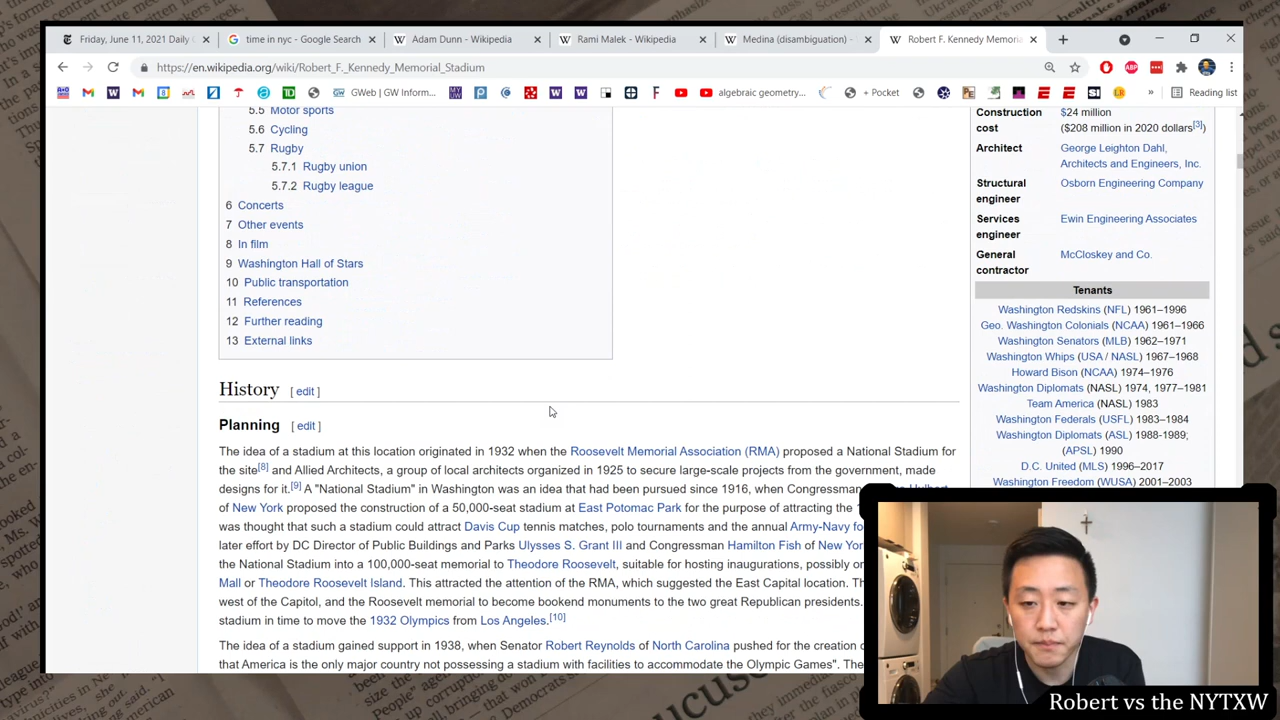 Friday, June 11, 2021 Daily C
time in nyc - Google Search
Adam Dunn - Wikipedia
Rami Malek - Wikipedia
Medina (disambiguation) -
Robert F. Kennedy Memoria
https://en.wikipedia.org/wiki/Robert_F._Kennedy_Memorial_Stadium
GWeb | GW Inform...
algebraic geometry...
+ Pocket
Reading list
5.5 Motor sports
5.6 Cycling
5.7 Rugby
5.7.1 Rugby union
5.7.2 Rugby league
6 Concerts
7 Other events
8 In film
9 Washington Hall of Stars
10 Public transportation
11 References
12 Further reading
13 External links
History [ edit ]
Planning [ edit ]
The idea of a stadium at this location originated in 1932 when the Roosevelt Memorial Association (RMA) proposed a National Stadium for
the site[8] and Allied Architects, a group of local architects organized in 1925 to secure large-scale projects from the government, made
designs for it.[9] A "National Stadium" in Washington was an idea that had been pursued since 1916, when Congressman
of New York proposed the construction of a 50,000-seat stadium at East Potomac Park for the purpose of attracting the
was thought that such a stadium could attract Davis Cup tennis matches, polo tournaments and the annual Army-Navy fo
later effort by DC Director of Public Buildings and Parks Ulysses S. Grant III and Congressman Hamilton Fish of New Yor
the National Stadium into a 100,000-seat memorial to Theodore Roosevelt, suitable for hosting inaugurations, possibly or
Mall or Theodore Roosevelt Island. This attracted the attention of the RMA, which suggested the East Capital location. Th
west of the Capitol, and the Roosevelt memorial to become bookend monuments to the two great Republican presidents.
stadium in time to move the 1932 Olympics from Los Angeles.[10]
The idea of a stadium gained support in 1938, when Senator Robert Reynolds of North Carolina pushed for the creation o
that America is the only major country not possessing a stadium with facilities to accommodate the Olympic Games". The
Construction cost
$24 million
($208 million in 2020 dollars[3])
Architect
George Leighton Dahl,
Architects and Engineers, Inc.
Structural engineer
Osborn Engineering Company
Services engineer
Ewin Engineering Associates
General contractor
McCloskey and Co.
Tenants
Washington Redskins (NFL) 1961–1996
Geo. Washington Colonials (NCAA) 1961–1966
Washington Senators (MLB) 1962–1971
Washington Whips (USA / NASL) 1967–1968
Howard Bison (NCAA) 1974–1976
Washington Diplomats (NASL) 1974, 1977–1981
Team America (NASL) 1983
Washington Federals (USFL) 1983–1984
Washington Diplomats (ASL) 1988-1989;
(APSL) 1990
D.C. United (MLS) 1996–2017
Washington Freedom (WUSA) 2001–2003
Robert vs the NYTXW